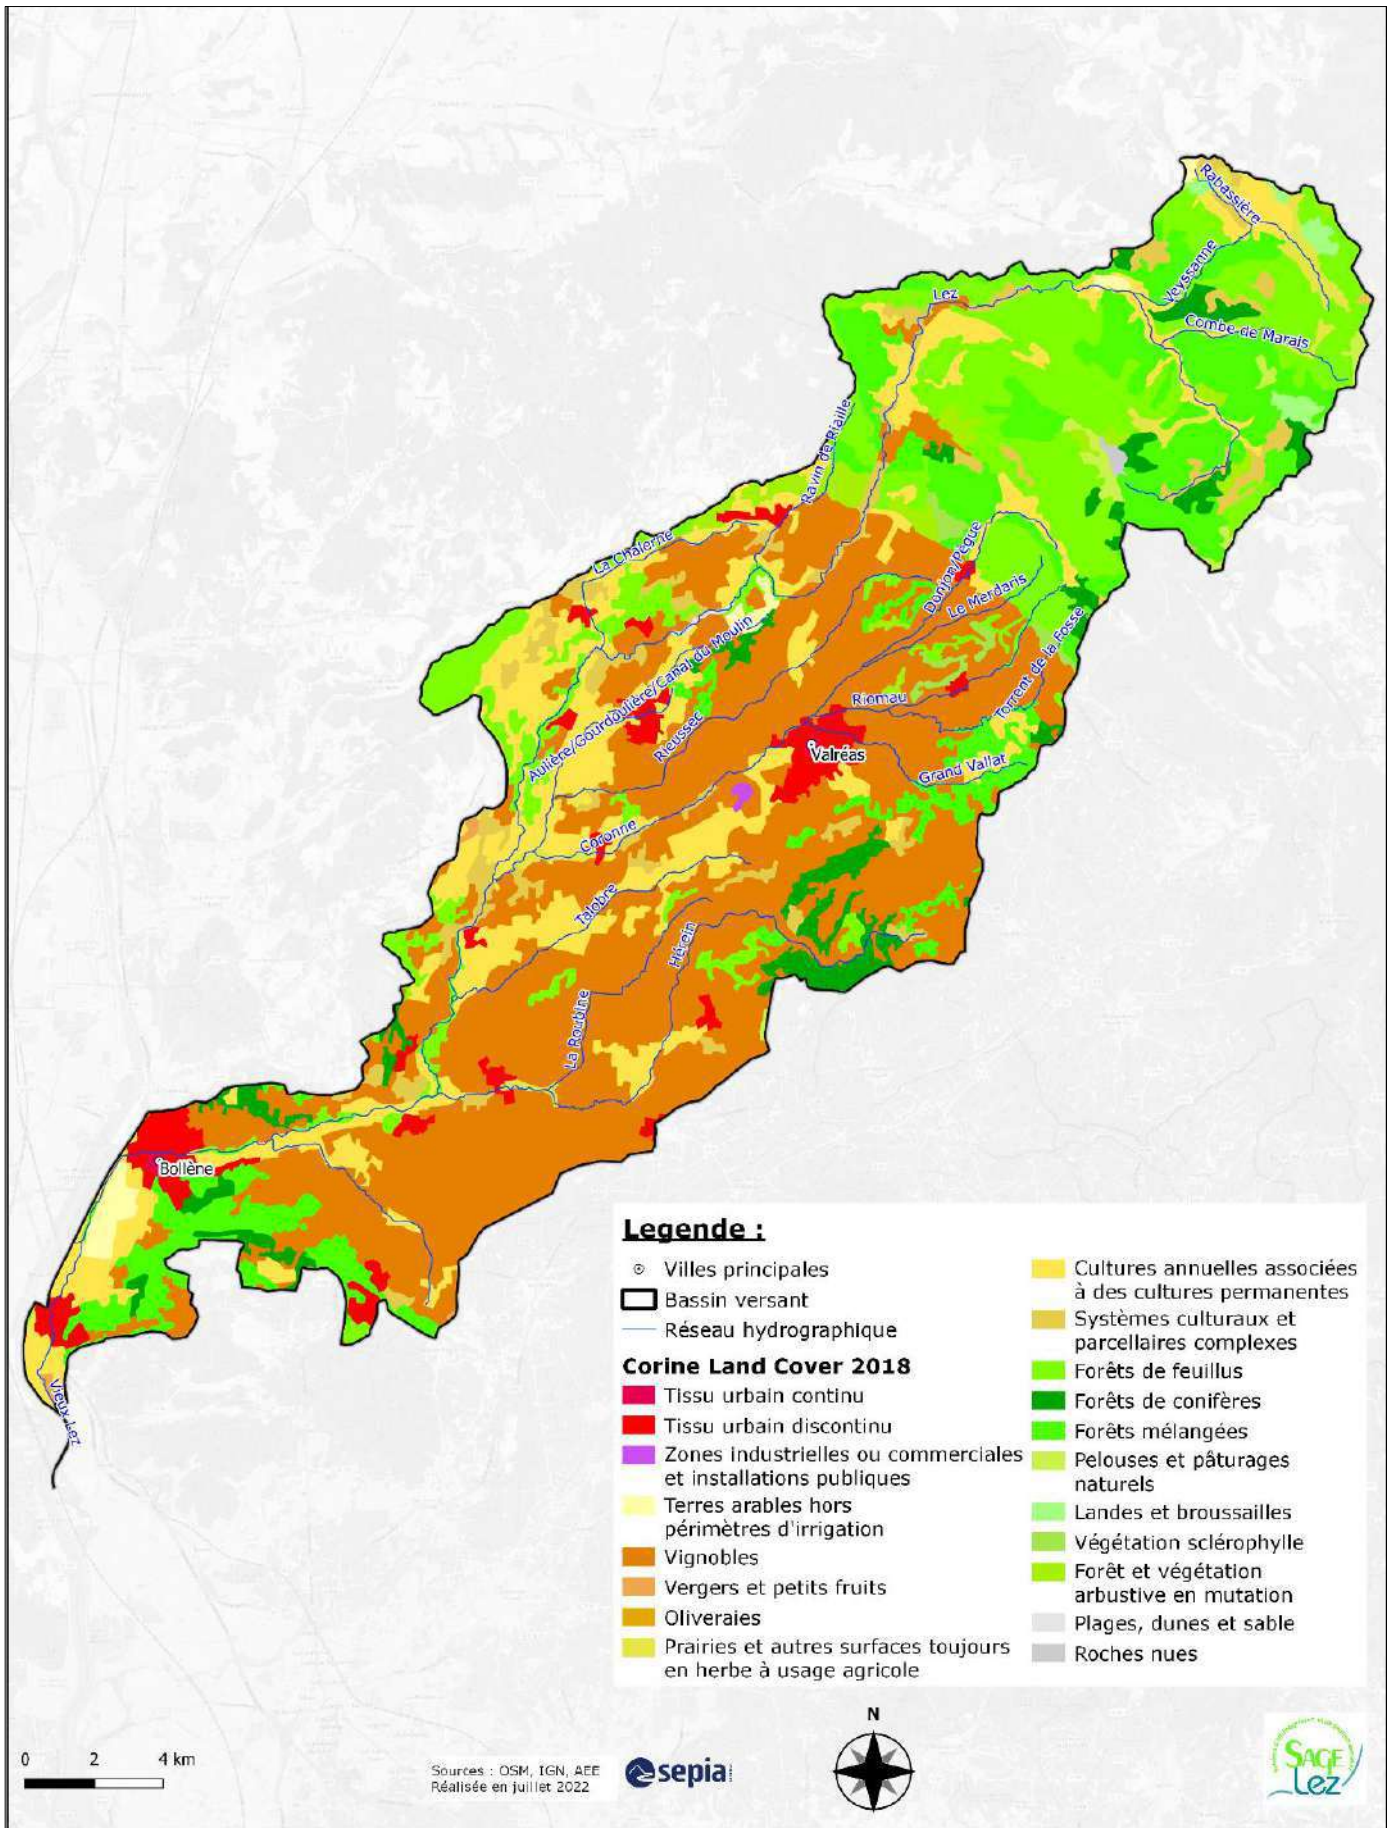 Rabassière
Veyssanne
Lez
Combe de Marais
Ravin de Riaille
La Chalerne
Donjon/Pègue
Le Merdaris
Aulière/Gourdoulière/Canal du Moulin
Torrent de la Fosse
Riomau
Rieussec
Valréas
Grand Vallat
Coronne
Talobre
Hérein
La Roubine
Bollène
Vieux Lez
Legende :
Villes principales
Bassin versant
Réseau hydrographique
Corine Land Cover 2018
Tissu urbain continu
Tissu urbain discontinu
Zones industrielles ou commerciales
et installations publiques
Terres arables hors
périmètres d'irrigation
Vignobles
Vergers et petits fruits
Oliveraies
Prairies et autres surfaces toujours
en herbe à usage agricole
Cultures annuelles associées
à des cultures permanentes
Systèmes culturaux et
parcellaires complexes
Forêts de feuillus
Forêts de conifères
Forêts mélangées
Pelouses et pâturages
naturels
Landes et broussailles
Végétation sclérophylle
Forêt et végétation
arbustive en mutation
Plages, dunes et sable
Roches nues
0 2 4 km
Sources : OSM, IGN, AEE
Réalisée en juillet 2022
sepia
N
SAGE
Lez